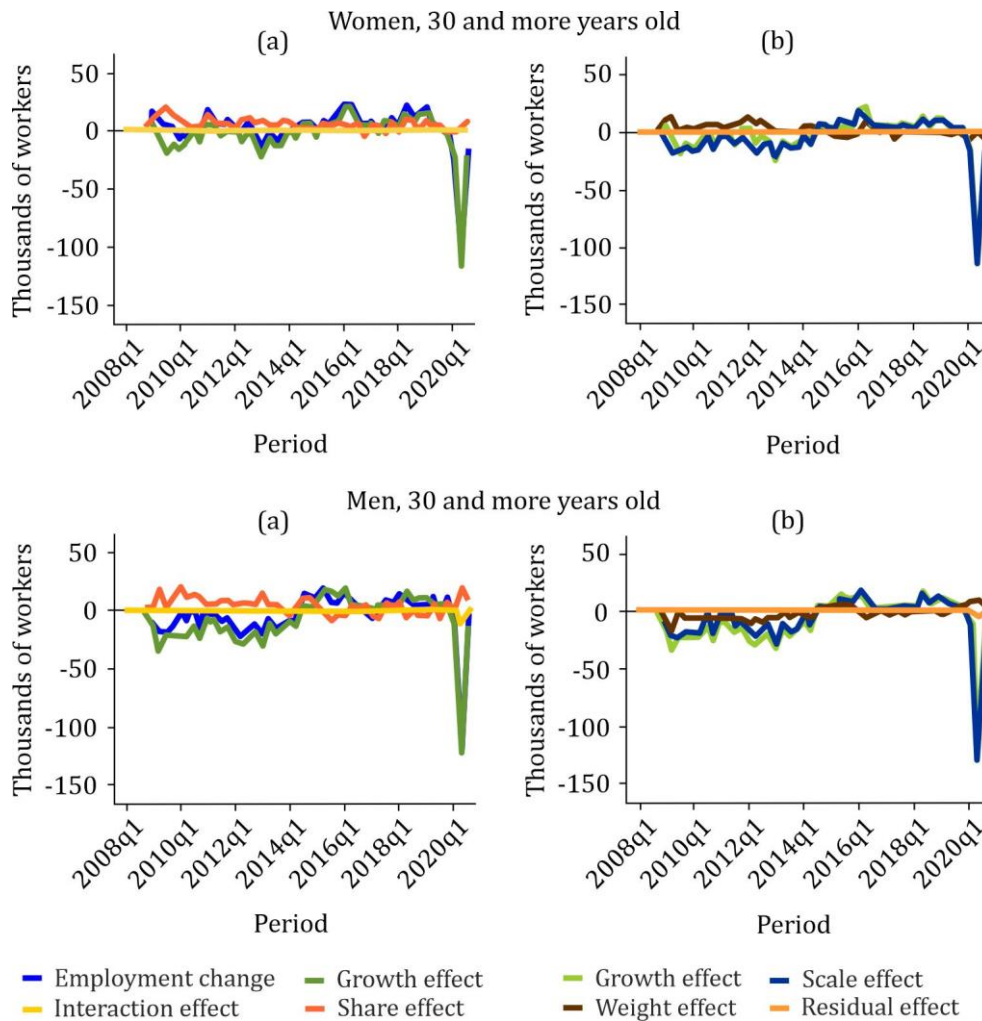 Women, 30 and more years old
(a)
(b)
Thousands of workers
50
0
-50
-100
-150
2008q1
2010q1
2012q1
2014q1
2016q1
2018q1
2020q1
Period
Thousands of workers
50
0
-50
-100
-150
2008q1
2010q1
2012q1
2014q1
2016q1
2018q1
2020q1
Period
Men, 30 and more years old
(a)
(b)
Thousands of workers
50
0
-50
-100
-150
2008q1
2010q1
2012q1
2014q1
2016q1
2018q1
2020q1
Period
Thousands of workers
50
0
-50
-100
-150
2008q1
2010q1
2012q1
2014q1
2016q1
2018q1
2020q1
Period
Employment change
Growth effect
Interaction effect
Share effect
Growth effect
Scale effect
Weight effect
Residual effect